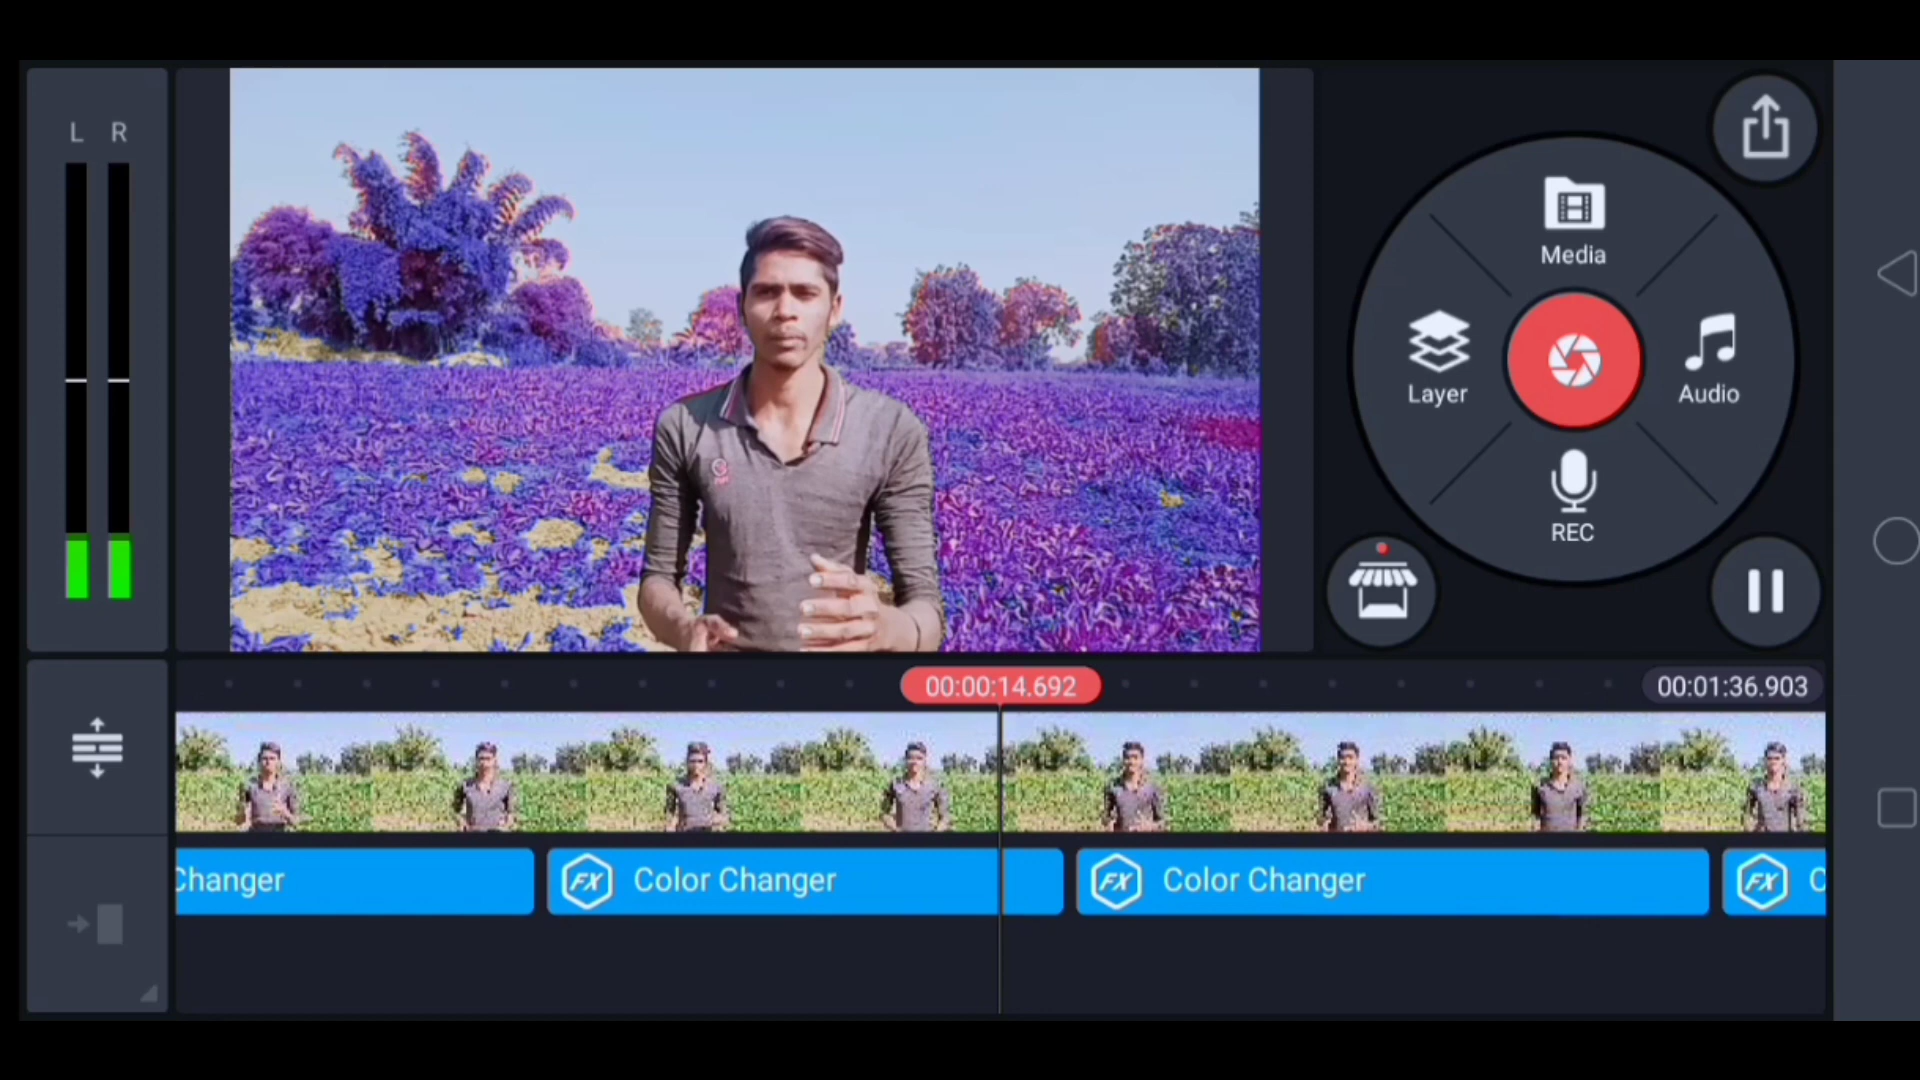 L R
Media
Layer
Audio
REC
00:00:14.692
00:01:36.903
Changer
FX Color Changer
FX Color Changer
FX C